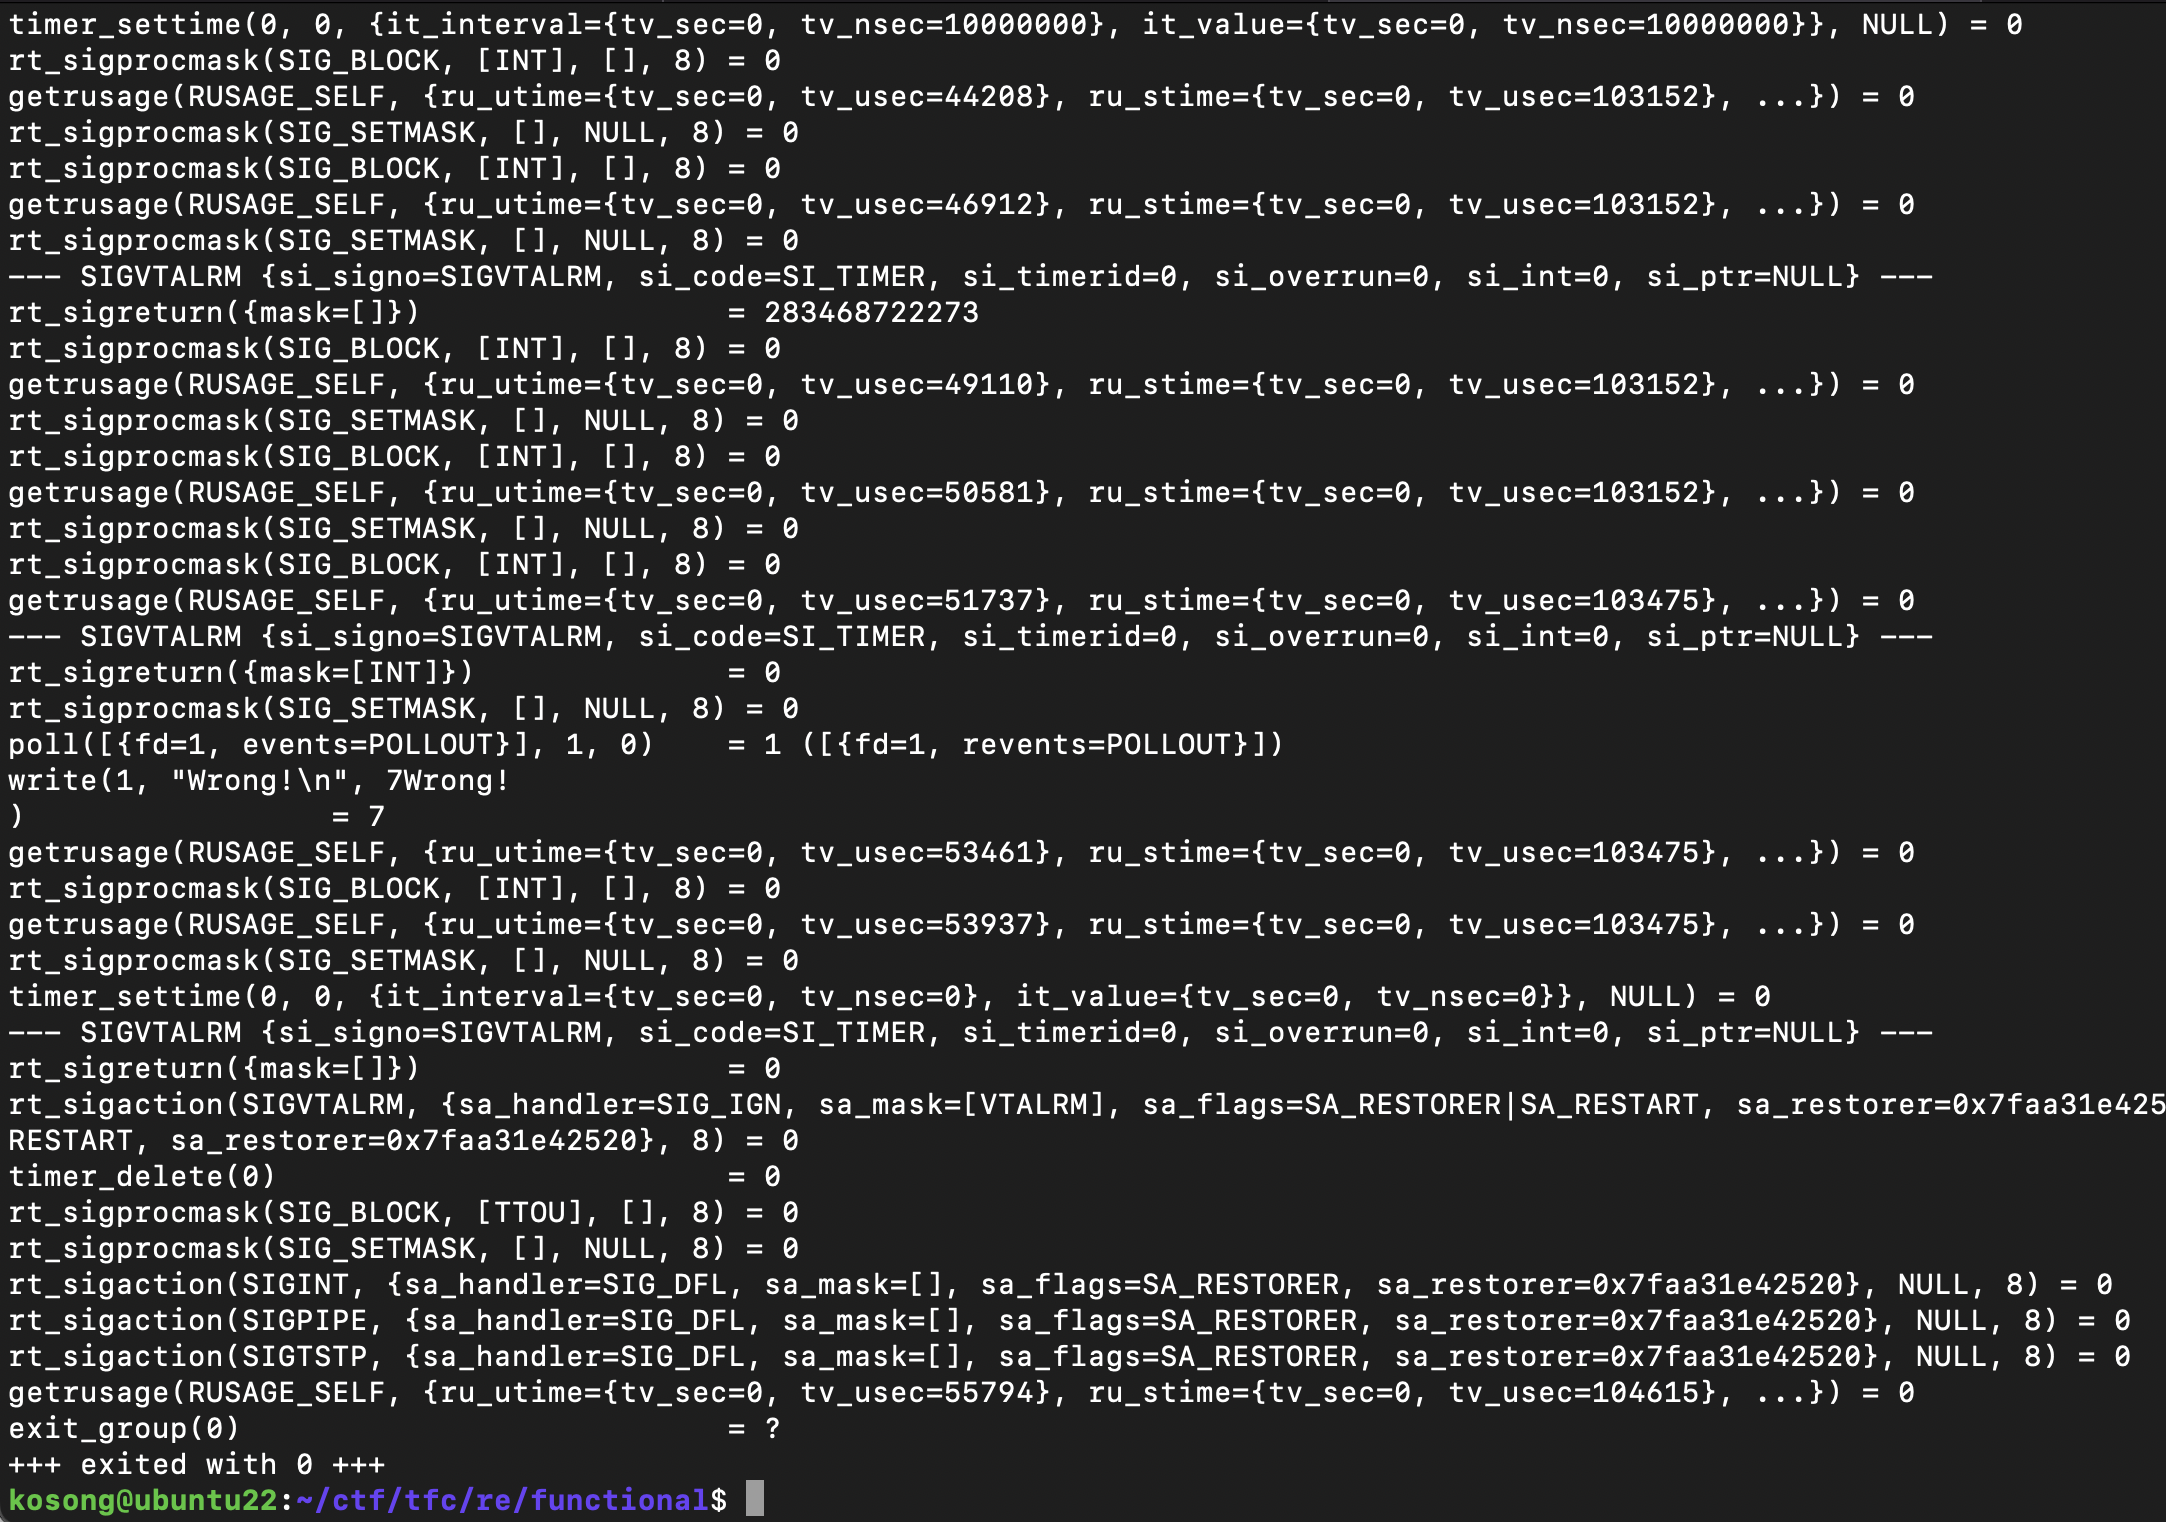 timer_settime(0, 0, {it_interval={tv_sec=0, tv_nsec=10000000}, it_value={tv_sec=0, tv_nsec=10000000}}, NULL) = 0
rt_sigprocmask(SIG_BLOCK, [INT], [], 8) = 0
getrusage(RUSAGE_SELF, {ru_utime={tv_sec=0, tv_usec=44208}, ru_stime={tv_sec=0, tv_usec=103152}, ...}) = 0
rt_sigprocmask(SIG_SETMASK, [], NULL, 8) = 0
rt_sigprocmask(SIG_BLOCK, [INT], [], 8) = 0
getrusage(RUSAGE_SELF, {ru_utime={tv_sec=0, tv_usec=46912}, ru_stime={tv_sec=0, tv_usec=103152}, ...}) = 0
rt_sigprocmask(SIG_SETMASK, [], NULL, 8) = 0
--- SIGVTALRM {si_signo=SIGVTALRM, si_code=SI_TIMER, si_timerid=0, si_overrun=0, si_int=0, si_ptr=NULL} ---
rt_sigreturn({mask=[]})                 = 283468722273
rt_sigprocmask(SIG_BLOCK, [INT], [], 8) = 0
getrusage(RUSAGE_SELF, {ru_utime={tv_sec=0, tv_usec=49110}, ru_stime={tv_sec=0, tv_usec=103152}, ...}) = 0
rt_sigprocmask(SIG_SETMASK, [], NULL, 8) = 0
rt_sigprocmask(SIG_BLOCK, [INT], [], 8) = 0
getrusage(RUSAGE_SELF, {ru_utime={tv_sec=0, tv_usec=50581}, ru_stime={tv_sec=0, tv_usec=103152}, ...}) = 0
rt_sigprocmask(SIG_SETMASK, [], NULL, 8) = 0
rt_sigprocmask(SIG_BLOCK, [INT], [], 8) = 0
getrusage(RUSAGE_SELF, {ru_utime={tv_sec=0, tv_usec=51737}, ru_stime={tv_sec=0, tv_usec=103475}, ...}) = 0
--- SIGVTALRM {si_signo=SIGVTALRM, si_code=SI_TIMER, si_timerid=0, si_overrun=0, si_int=0, si_ptr=NULL} ---
rt_sigreturn({mask=[INT]})              = 0
rt_sigprocmask(SIG_SETMASK, [], NULL, 8) = 0
poll([{fd=1, events=POLLOUT}], 1, 0)    = 1 ([{fd=1, revents=POLLOUT}])
write(1, "Wrong!\n", 7Wrong!
)                 = 7
getrusage(RUSAGE_SELF, {ru_utime={tv_sec=0, tv_usec=53461}, ru_stime={tv_sec=0, tv_usec=103475}, ...}) = 0
rt_sigprocmask(SIG_BLOCK, [INT], [], 8) = 0
getrusage(RUSAGE_SELF, {ru_utime={tv_sec=0, tv_usec=53937}, ru_stime={tv_sec=0, tv_usec=103475}, ...}) = 0
rt_sigprocmask(SIG_SETMASK, [], NULL, 8) = 0
timer_settime(0, 0, {it_interval={tv_sec=0, tv_nsec=0}, it_value={tv_sec=0, tv_nsec=0}}, NULL) = 0
--- SIGVTALRM {si_signo=SIGVTALRM, si_code=SI_TIMER, si_timerid=0, si_overrun=0, si_int=0, si_ptr=NULL} ---
rt_sigreturn({mask=[]})                 = 0
rt_sigaction(SIGVTALRM, {sa_handler=SIG_IGN, sa_mask=[VTALRM], sa_flags=SA_RESTORER|SA_RESTART, sa_restorer=0x7faa31e425
RESTART, sa_restorer=0x7faa31e42520}, 8) = 0
timer_delete(0)                         = 0
rt_sigprocmask(SIG_BLOCK, [TTOU], [], 8) = 0
rt_sigprocmask(SIG_SETMASK, [], NULL, 8) = 0
rt_sigaction(SIGINT, {sa_handler=SIG_DFL, sa_mask=[], sa_flags=SA_RESTORER, sa_restorer=0x7faa31e42520}, NULL, 8) = 0
rt_sigaction(SIGPIPE, {sa_handler=SIG_DFL, sa_mask=[], sa_flags=SA_RESTORER, sa_restorer=0x7faa31e42520}, NULL, 8) = 0
rt_sigaction(SIGTSTP, {sa_handler=SIG_DFL, sa_mask=[], sa_flags=SA_RESTORER, sa_restorer=0x7faa31e42520}, NULL, 8) = 0
getrusage(RUSAGE_SELF, {ru_utime={tv_sec=0, tv_usec=55794}, ru_stime={tv_sec=0, tv_usec=104615}, ...}) = 0
exit_group(0)                           = ?
+++ exited with 0 +++
kosong@ubuntu22:~/ctf/tfc/re/functional$